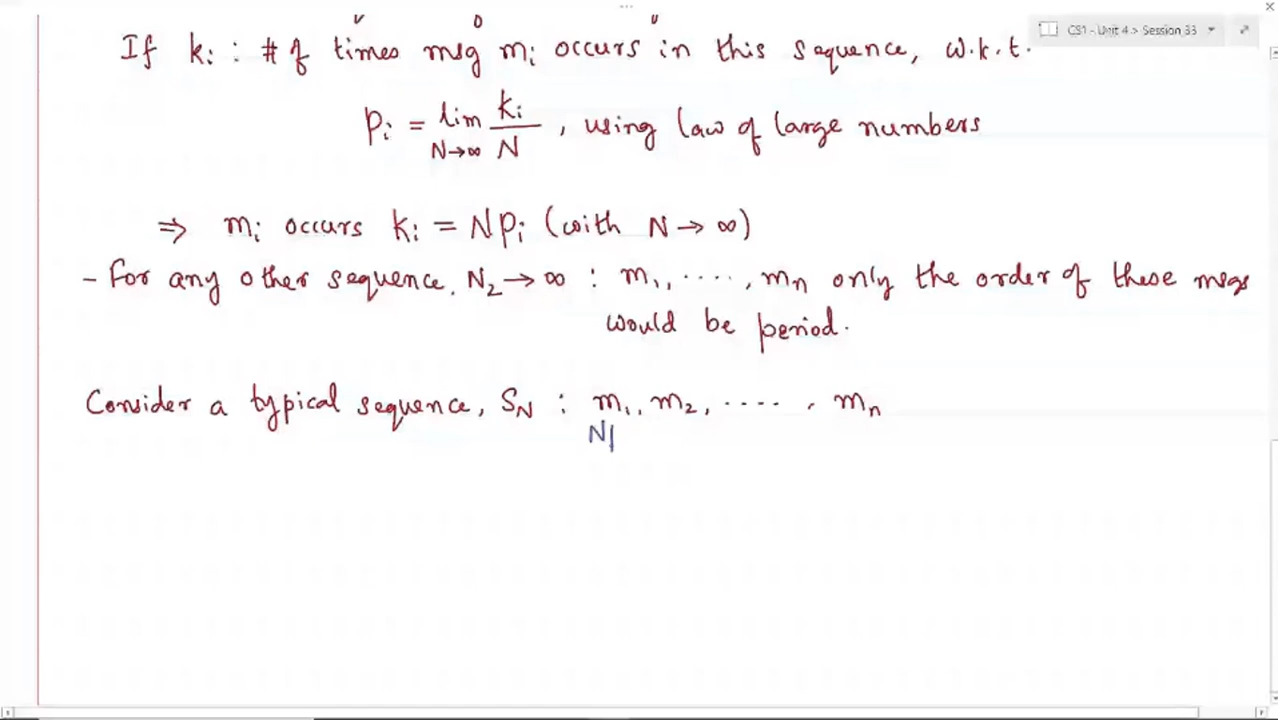 CS1 - Unit 4 > Session 33
If kᵢ : # of times msg mᵢ occurs in this sequence, w.k.t.
pᵢ = lim N→∞ kᵢ/N , using law of large numbers
⇒ mᵢ occurs kᵢ = Npᵢ (with N → ∞)
- For any other sequence. N₂ → ∞ : m₁, ...., mn only the order of these msgs
would be period.
Consider a typical sequence, SN : m₁, m₂, ...., mn
N